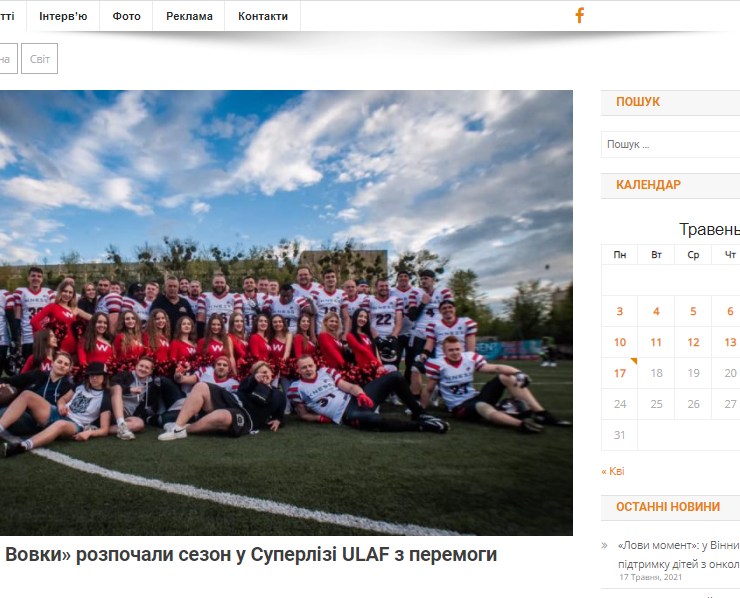 тті Інтерв'ю Фото Реклама Контакти
на Світ
ПОШУК
Пошук ...
КАЛЕНДАР
Травень
Пн Вт Ср Чт
3 4 5 6
10 11 12 13
17 18 19 20
24 25 26 27
31
« Кві
22
Вовки» розпочали сезон у Суперлізі ULAF з перемоги
ОСТАННІ НОВИНИ
«Лови момент»: у Вінни
підтримку дітей з онкол
17 Травня, 2021